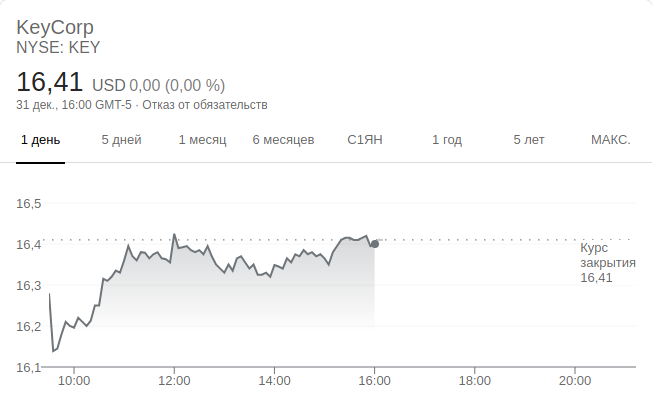 KeyCorp
NYSE: KEY
16,41 USD 0,00 (0,00 %)
31 дек., 16:00 GMT-5 · Отказ от обязательств
1 день 5 дней 1 месяц 6 месяцев С1ЯН 1 год 5 лет МАКС.
16,5
16,4
Курс
закрытия
16,41
16,3
16,2
16,1
10:00 12:00 14:00 16:00 18:00 20:00